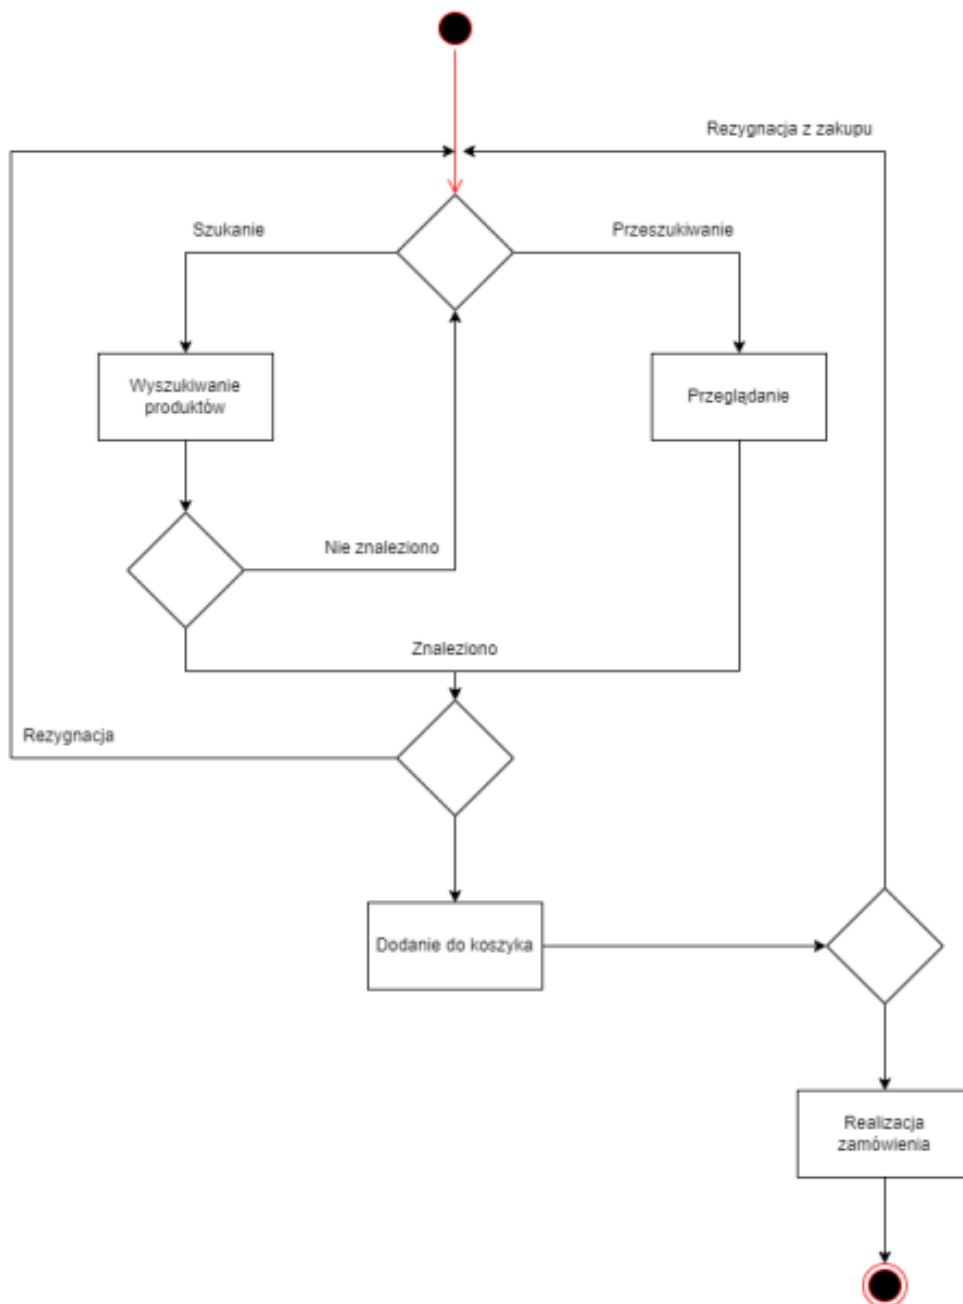 Rezygnacja z zakupu
Szukanie
Przeszukiwanie
Wyszukiwanie
produktów
Przeglądanie
Nie znaleziono
Znaleziono
Rezygnacja
Dodanie do koszyka
Realizacja
zamówienia